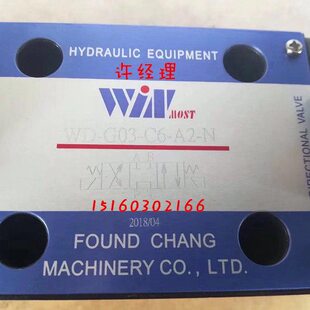 HYDRAULIC EQUIPMENT
许经理
WIN MOST
WD-G03-C6-A2-N
DIRECTIONAL VALVE
15160302166
2018/04
FOUND CHANG
MACHINERY CO., LTD.